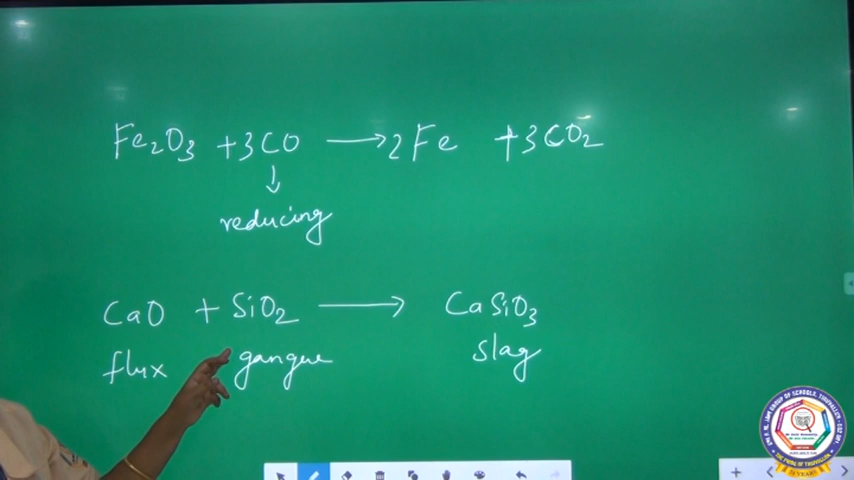 Fe2O3 + 3CO → 2Fe + 3CO2
↓
reducing
CaO + SiO2 → CaSiO3
flux gangue slag